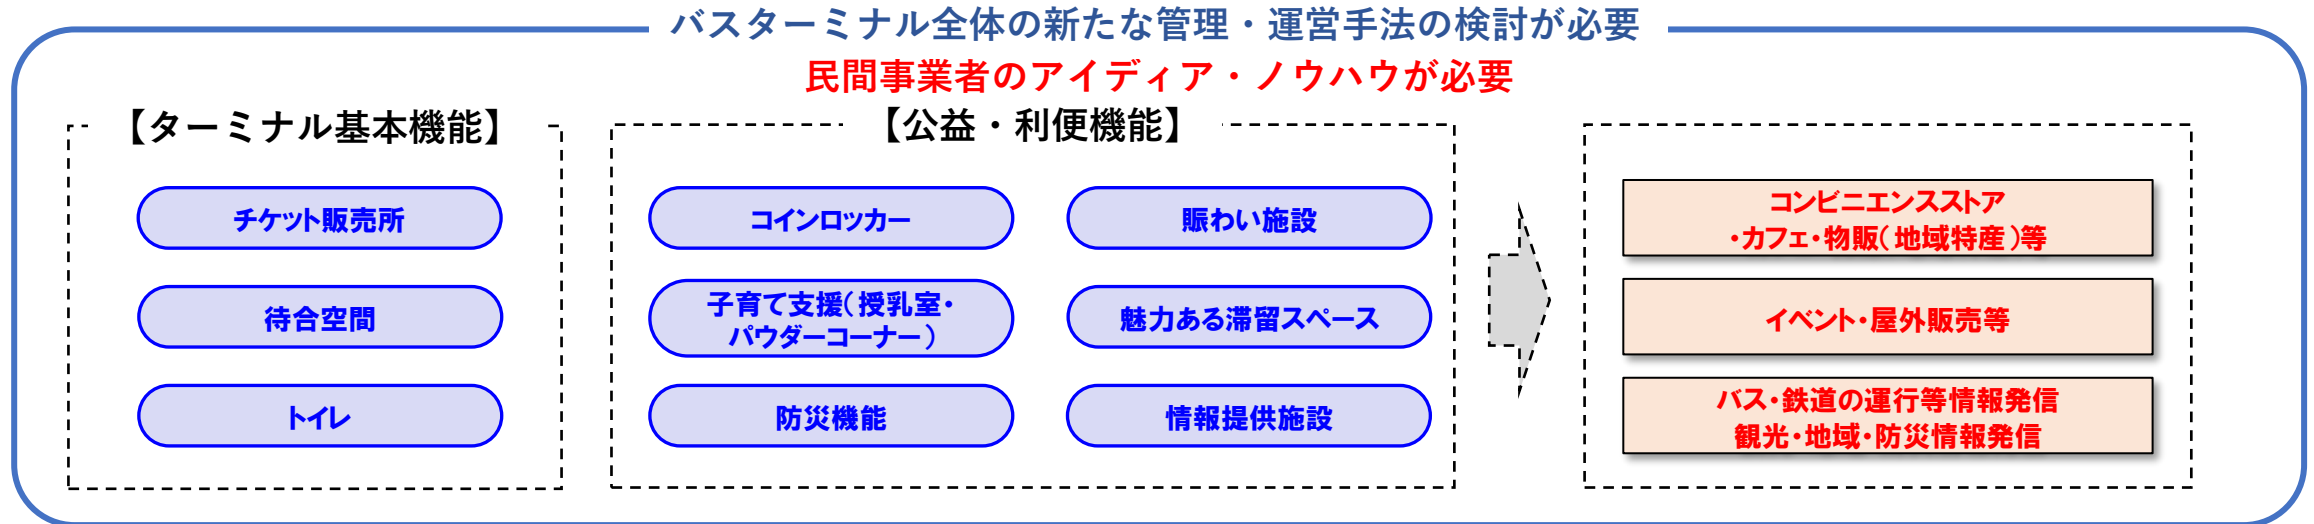 バスターミナル全体の新たな管理・運営手法の検討が必要
民間事業者のアイディア・ノウハウが必要
【ターミナル基本機能】
チケット販売所
待合空間
トイレ
【公益・利便機能】
コインロッカー
賑わい施設
子育て支援(授乳室・
パウダーコーナー)
魅力ある滞留スペース
防災機能
情報提供施設
コンビニエンスストア
・カフェ・物販(地域特産)等
イベント・屋外販売等
バス・鉄道の運行等情報発信
観光・地域・防災情報発信